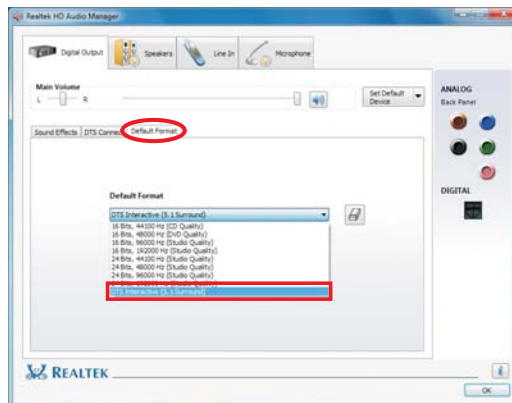 Realtek HD Audio Manager
Digital Output
Speakers
Line In
Microphone
Main Volume
L
R
Set Default
Device
Sound Effects
DTS Connect
Default Format
Default Format
DTS Interactive (5.1 Surround)
16 Bits, 44100 Hz (CD Quality)
16 Bits, 48000 Hz (DVD Quality)
16 Bits, 96000 Hz (Studio Quality)
16 Bits, 192000 Hz (Studio Quality)
24 Bits, 44100 Hz (Studio Quality)
24 Bits, 48000 Hz (Studio Quality)
24 Bits, 96000 Hz (Studio Quality)
DTS Interactive (5.1 Surround)
ANALOG
Back Panel
DIGITAL
REALTEK
i
OK